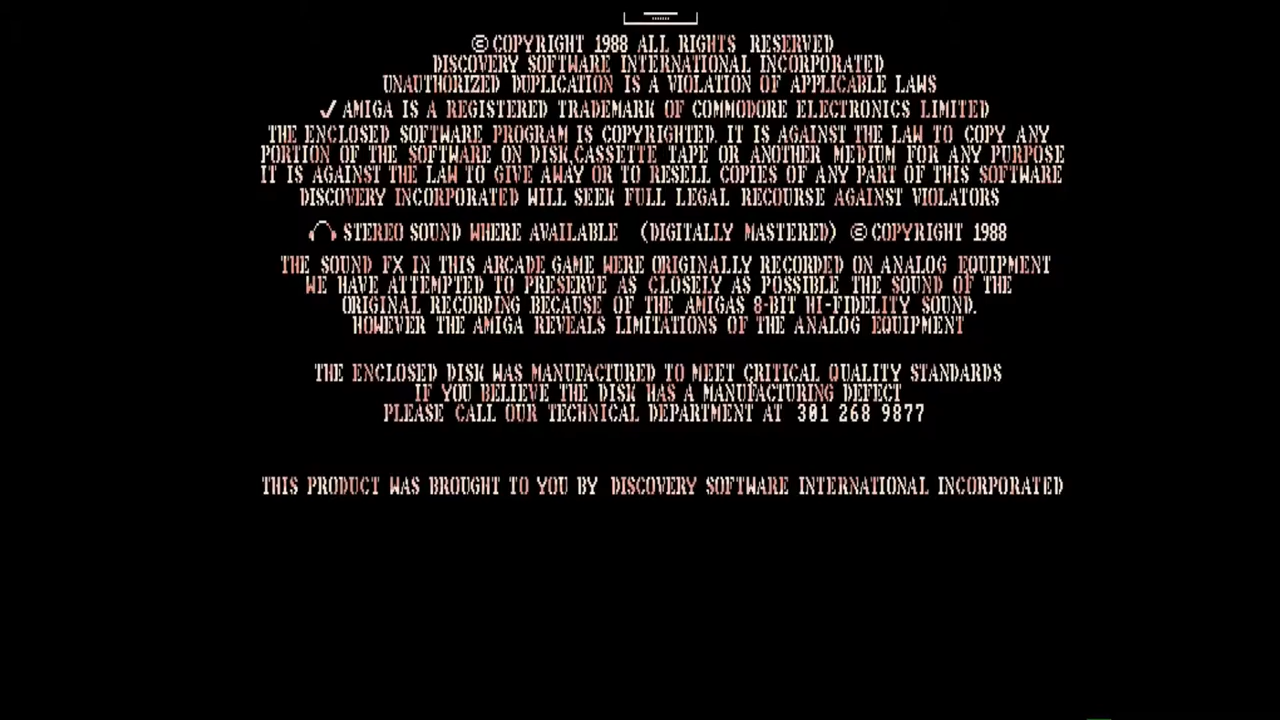 © COPYRIGHT 1988 ALL RIGHTS RESERVED
DISCOVERY SOFTWARE INTERNATIONAL INCORPORATED
UNAUTHORIZED DUPLICATION IS A VIOLATION OF APPLICABLE LAWS
✓ AMIGA IS A REGISTERED TRADEMARK OF COMMODORE ELECTRONICS LIMITED
THE ENCLOSED SOFTWARE PROGRAM IS COPYRIGHTED. IT IS AGAINST THE LAW TO COPY ANY
PORTION OF THE SOFTWARE ON DISK,CASSETTE TAPE OR ANOTHER MEDIUM FOR ANY PURPOSE
IT IS AGAINST THE LAW TO GIVE AWAY OR TO RESELL COPIES OF ANY PART OF THIS SOFTWARE
DISCOVERY INCORPORATED WILL SEEK FULL LEGAL RECOURSE AGAINST VIOLATORS
STEREO SOUND WHERE AVAILABLE (DIGITALLY MASTERED) © COPYRIGHT 1988
THE SOUND FX IN THIS ARCADE GAME WERE ORIGINALLY RECORDED ON ANALOG EQUIPMENT
WE HAVE ATTEMPTED TO PRESERVE AS CLOSELY AS POSSIBLE THE SOUND OF THE
ORIGINAL RECORDING BECAUSE OF THE AMIGAS 8-BIT HI-FIDELITY SOUND.
HOWEVER THE AMIGA REVEALS LIMITATIONS OF THE ANALOG EQUIPMENT
THE ENCLOSED DISK WAS MANUFACTURED TO MEET CRITICAL QUALITY STANDARDS
IF YOU BELIEVE THE DISK HAS A MANUFACTURING DEFECT
PLEASE CALL OUR TECHNICAL DEPARTMENT AT 301 268 9877
THIS PRODUCT WAS BROUGHT TO YOU BY DISCOVERY SOFTWARE INTERNATIONAL INCORPORATED